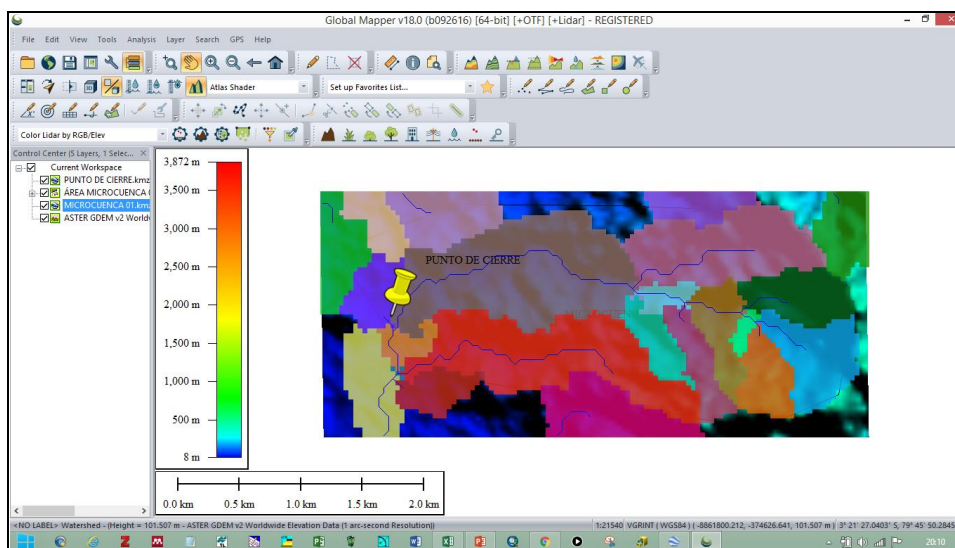 Global Mapper v18.0 (b092616) [64-bit] [+OTF] [+Lidar] - REGISTERED
File Edit View Tools Analysis Layer Search GPS Help
Atlas Shader
Set up Favorites List...
Color Lidar by RGB/Elev
Control Center (5 Layers, 1 Selec...
Current Workspace
PUNTO DE CIERRE.kmz
ÁREA MICROCUENCA
MICROCUENCA 01.kmz
ASTER GDEM v2 Worldw
3,872 m
3,500 m
3,000 m
2,500 m
2,000 m
1,500 m
1,000 m
500 m
8 m
PUNTO DE CIERRE
0.0 km 0.5 km 1.0 km 1.5 km 2.0 km
<NO LABEL> Watershed - (Height = 101.507 m - ASTER GDEM v2 Worldwide Elevation Data (1 arc-second Resolution))
1:21540 VGRINT ( WGS84 ) ( -8861800.212, -374626.641, 101.507 m ) 3° 21' 27.0403" S, 79° 45' 50.2845
20:10